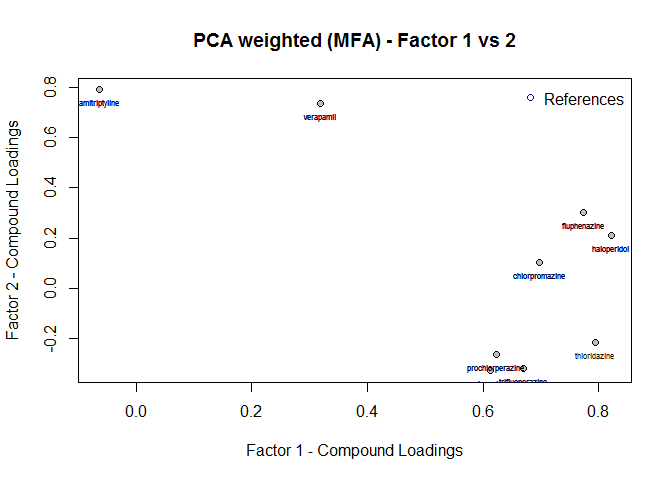 PCA weighted (MFA) - Factor 1 vs 2
Factor 2 - Compound Loadings
0.8
0.6
0.4
0.2
0.0
-0.2
amitriptyline
verapamil
References
fluphenazine
haloperidol
chlorpromazine
thioridazine
prochlorperazine
trifluoperazine
0.0
0.2
0.4
0.6
0.8
Factor 1 - Compound Loadings